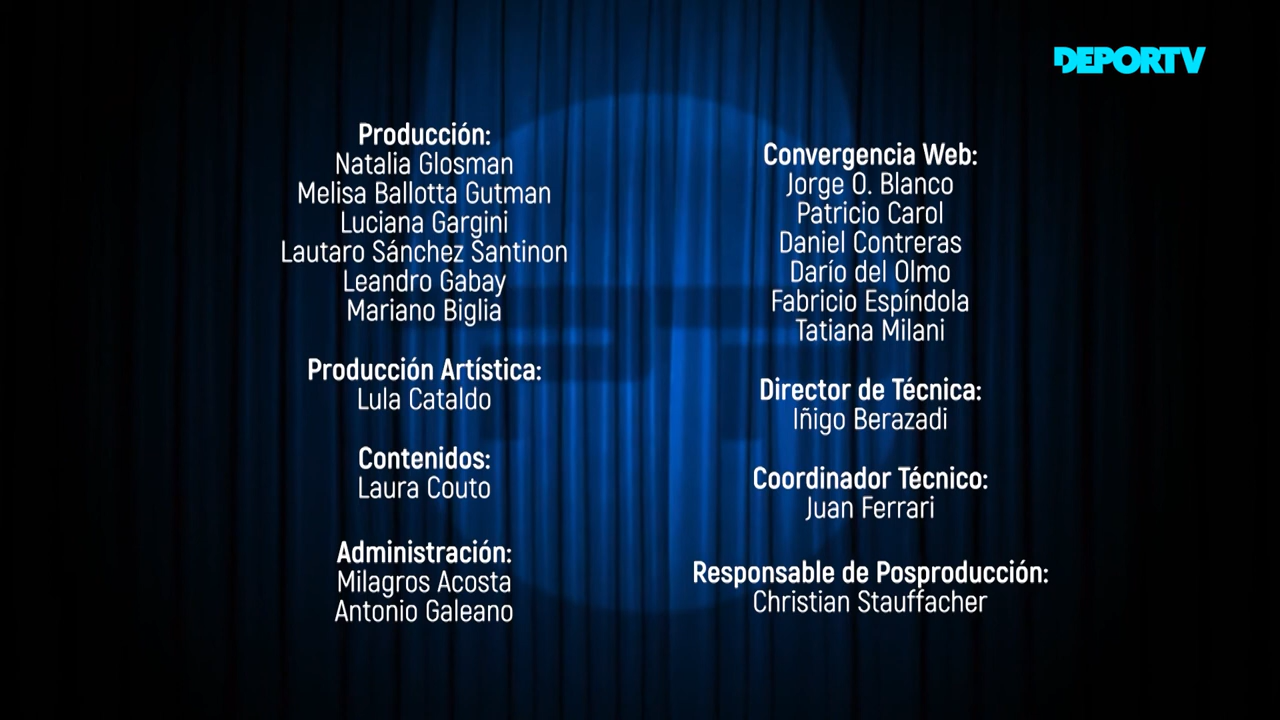 DEPORTV
Producción:
Natalia Glosman
Melisa Ballotta Gutman
Luciana Gargini
Lautaro Sánchez Santinon
Leandro Gabay
Mariano Biglia
Producción Artística:
Lula Cataldo
Contenidos:
Laura Couto
Administración:
Milagros Acosta
Antonio Galeano
Convergencia Web:
Jorge O. Blanco
Patricio Carol
Daniel Contreras
Darío del Olmo
Fabricio Espíndola
Tatiana Milani
Director de Técnica:
Iñigo Berazadi
Coordinador Técnico:
Juan Ferrari
Responsable de Posproducción:
Christian Stauffacher